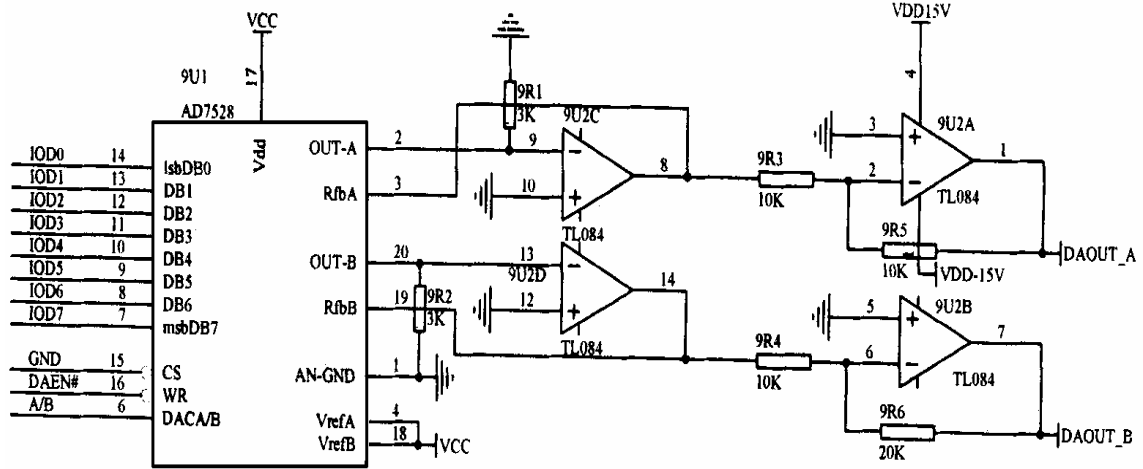 VCC
VDD15V
9U1
17
4
AD7528
Vdd
9R1
3K
9U2C
OUT-A
2
9
8
RfbA
3
10
TL084
3
9U2A
1
2
TL084
9R3
10K
9R5
10K
DAOUT_A
VDD-15V
IOD0 14 lsbDB0
IOD1 13 DB1
IOD2 12 DB2
IOD3 11 DB3
IOD4 10 DB4
IOD5 9 DB5
IOD6 8 DB6
IOD7 7 msbDB7
OUT-B
20
13
9U2D
14
RfbB
19
9R2
3K
12
TL084
9U2B
5
7
6
TL084
9R4
10K
9R6
20K
DAOUT_B
GND 15 CS
DAEN# 16 WR
A/B 6 DACA/B
AN-GND
1
VrefA
4
VrefB
18
VCC